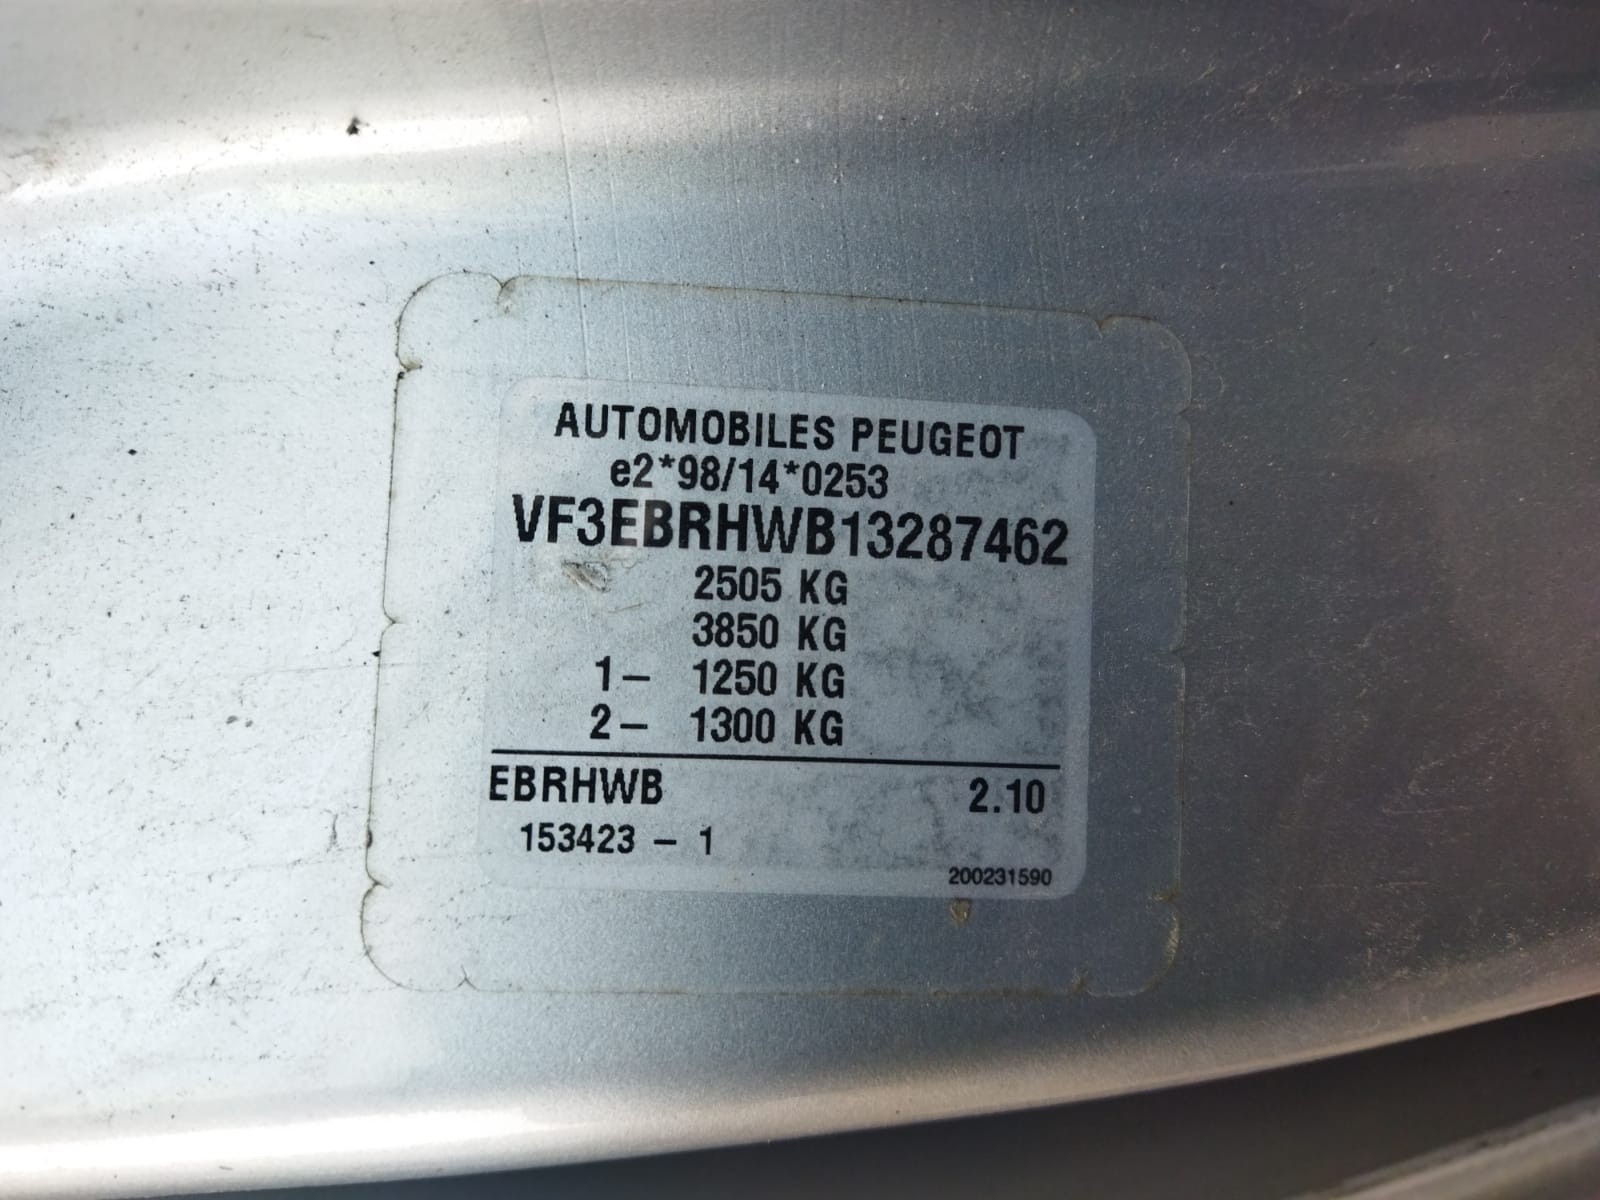 AUTOMOBILES PEUGEOT
e2*98/14*0253
VF3EBRHWB13287462
2505 KG
3850 KG
1- 1250 KG
2- 1300 KG
EBRHWB 2.10
153423 - 1
200231590